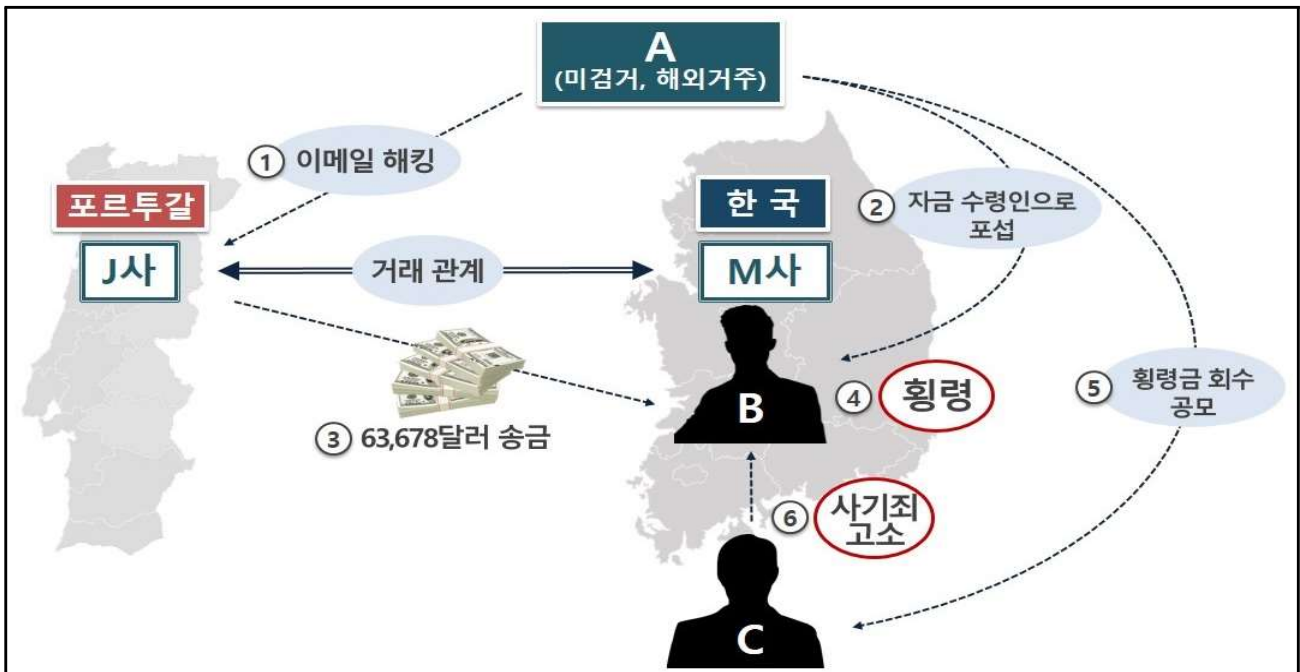 A
(미검거, 해외거주)
① 이메일 해킹
포르투갈
한 국
② 자금 수령인으로
포섭
J사
거래 관계
M사
B
④ 횡령
⑤ 횡령금 회수
공모
③ 63,678달러 송금
⑥ 사기죄
고소
C